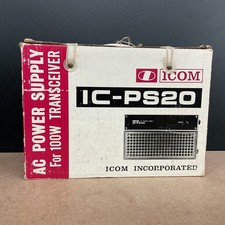 AC POWER SUPPLY
For 100W TRANSCEIVER
ICOM
IC-PS20
ICOM INCORPORATED